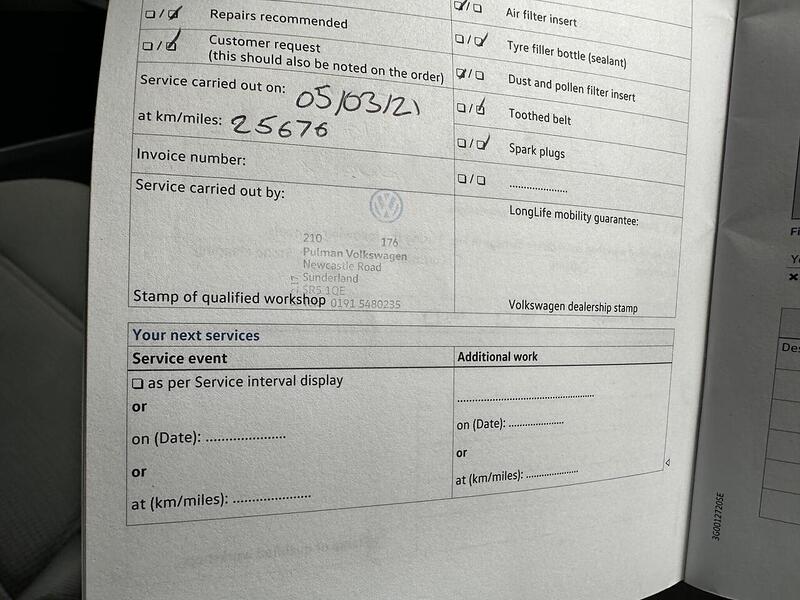 Repairs recommended
Customer request
(this should also be noted on the order)
Service carried out on: 05/03/21
at km/miles: 25676
Invoice number:
Service carried out by:
210 176
Pulman Volkswagen
Newcastle Road
Sunderland
SR5 1QE
0191 5480235
Stamp of qualified workshop
Air filter insert
Tyre filler bottle (sealant)
Dust and pollen filter insert
Toothed belt
Spark plugs
....................
LongLife mobility guarantee:
Volkswagen dealership stamp
Your next services
Service event
as per Service interval display
or
on (Date): ....................
or
at (km/miles): ....................
Additional work
........................................
on (Date): ....................
or
at (km/miles): ....................
3G0012720SE